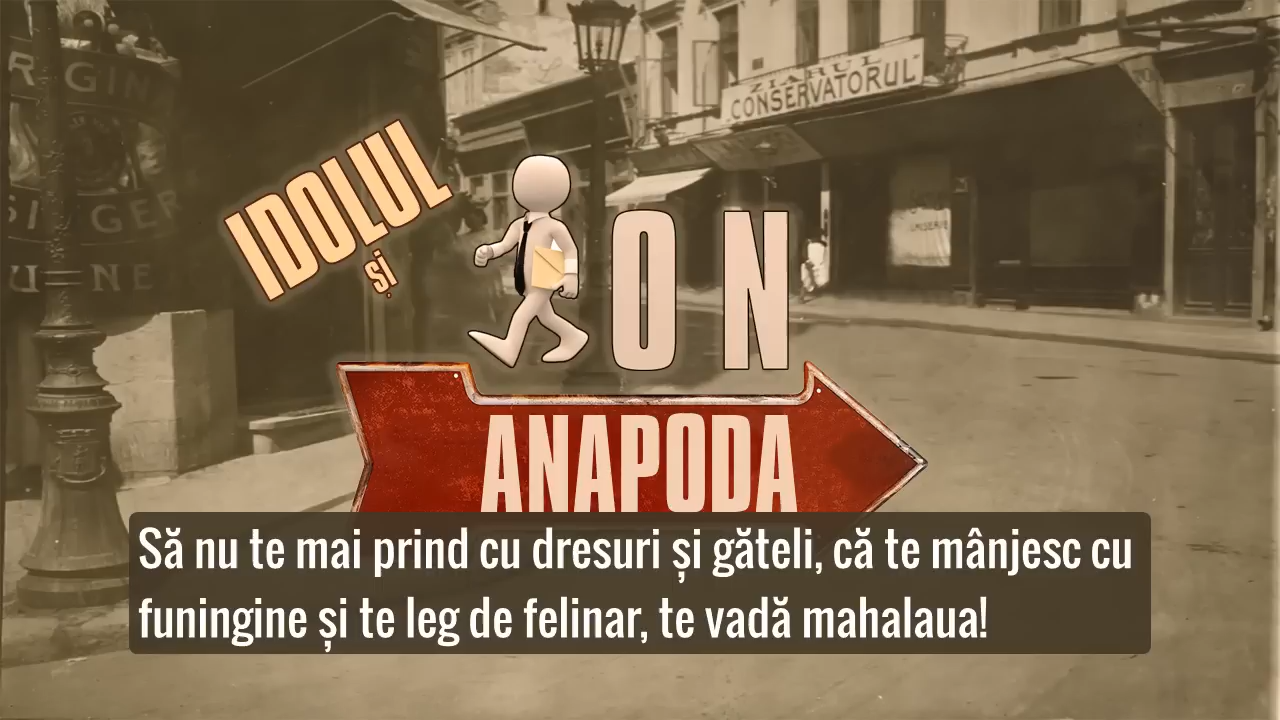 ZIARUL
CONSERVATORUL
IDOLUL
și
ION
ANAPODA
Să nu te mai prind cu dresuri și găteli, că te mânjesc cu
funingine și te leg de felinar, te vadă mahalaua!